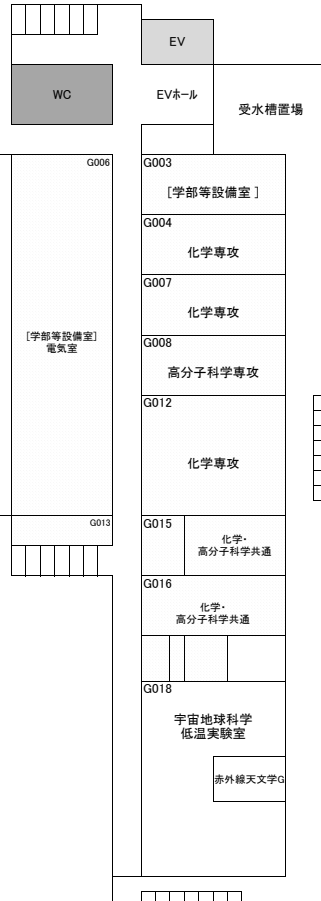 EV
WC
EVホール
受水槽置場
G006
G003
[学部等設備室 ]
G004
化学専攻
G007
化学専攻
[学部等設備室]
電気室
G008
高分子科学専攻
G012
化学専攻
G013
G015
化学・
高分子科学共通
G016
化学・
高分子科学共通
G018
宇宙地球科学
低温実験室
赤外線天文学G